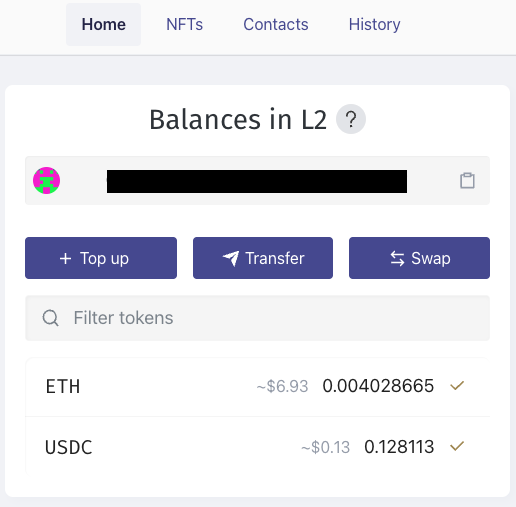 Home NFTs Contacts History
Balances in L2 ?
Top up Transfer Swap
Filter tokens
ETH ~$6.93 0.004028665
USDC ~$0.13 0.128113